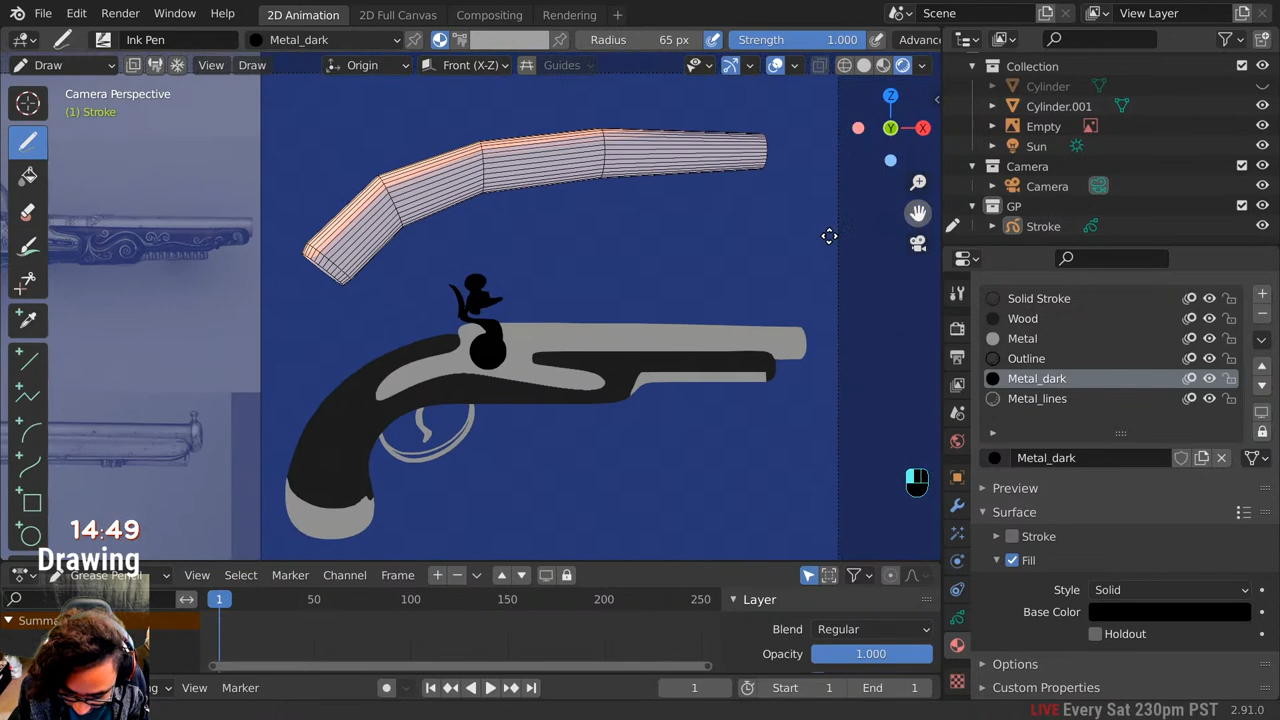 File Edit Render Window Help 2D Animation 2D Full Canvas Compositing Rendering + Scene View Layer
Ink Pen Metal_dark Radius 65 px Strength 1.000 Advanc
Draw View Draw Origin Front (X-Z) Guides
Camera Perspective
(1) Stroke
Z
Y
X
Collection
Cylinder
Cylinder.001
Empty
Sun
Camera
Camera
GP
Stroke
Solid Stroke
Wood
Metal
Outline
Metal_dark
Metal_lines
Metal_dark
Preview
Surface
Stroke
Fill
Style Solid
Base Color
Holdout
Options
Custom Properties
14:49
Drawing
Grease Pencil View Select Marker Channel Frame
1 50 100 150 200 250
Summa
Layer
Blend Regular
Opacity 1.000
View Marker 1 Start 1 End 1
LIVE Every Sat 230pm PST 2.91.0